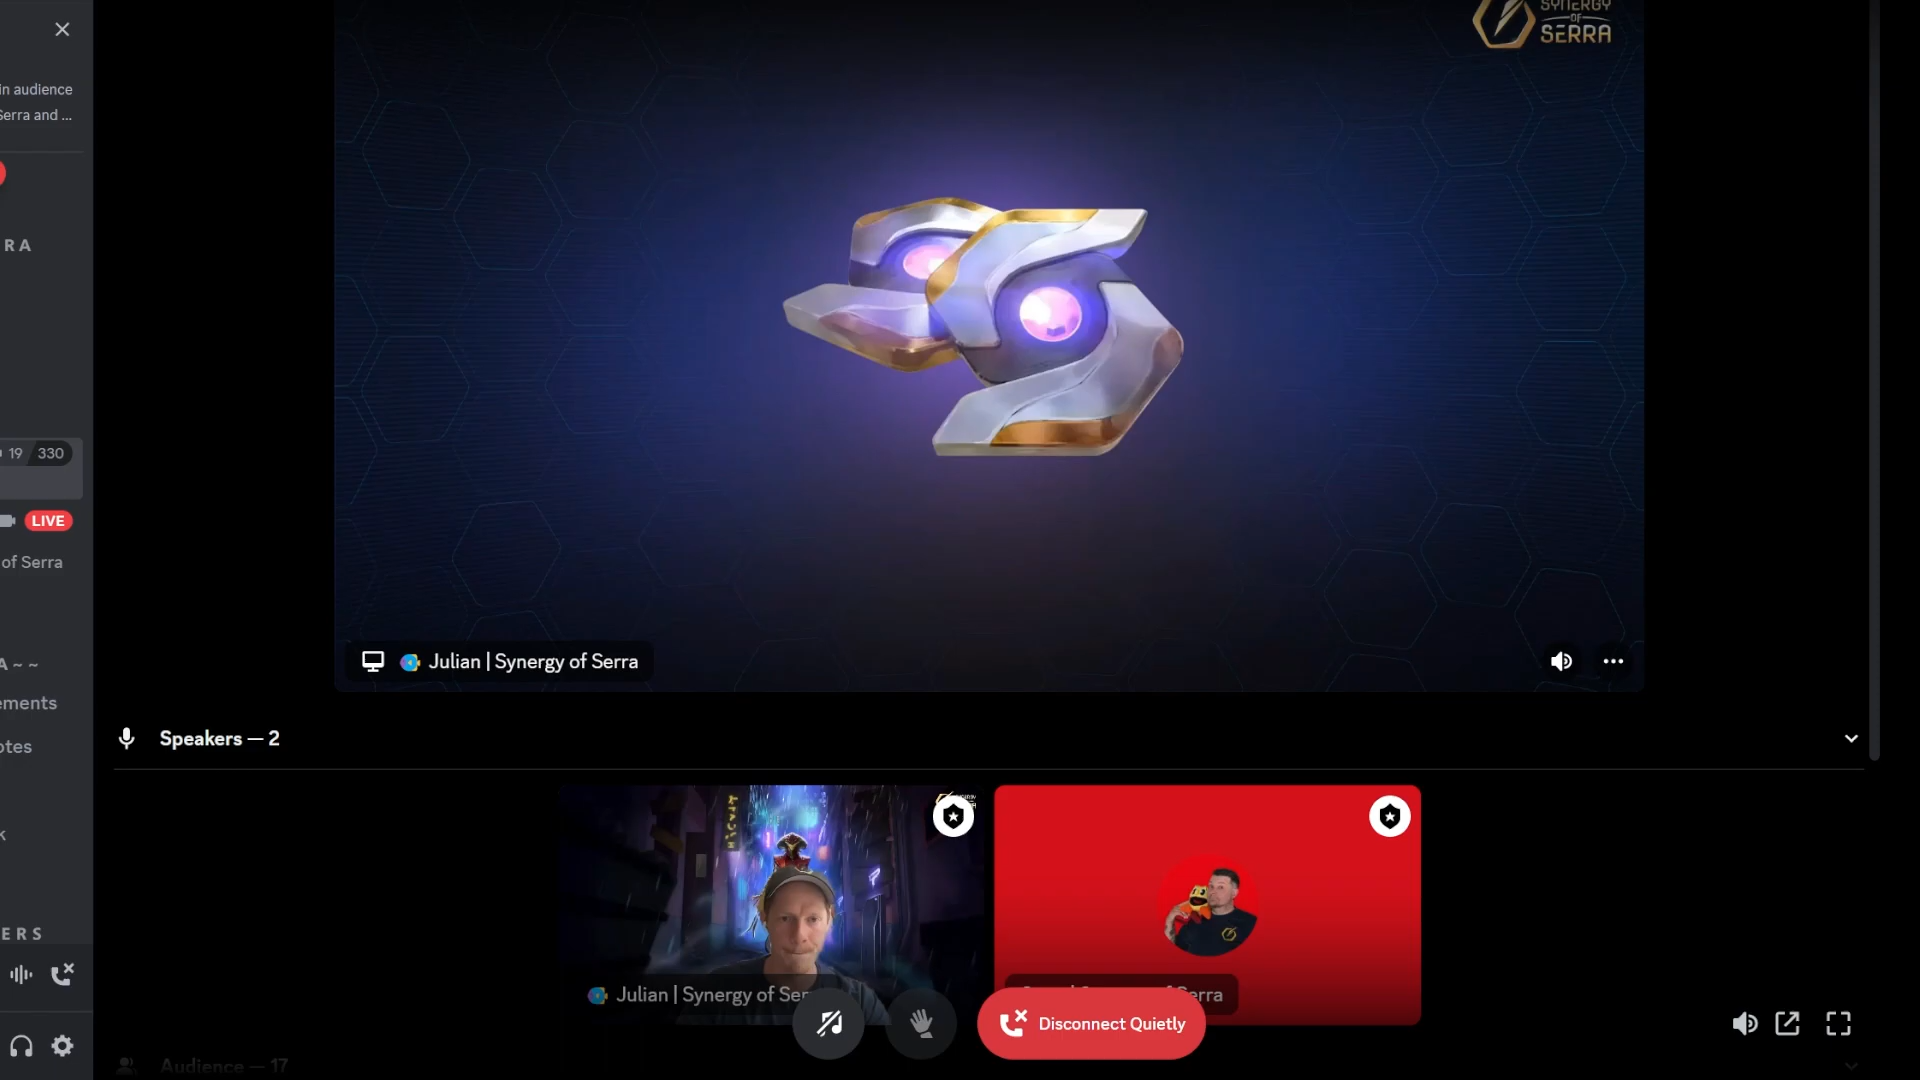 SYNERGY
OF
SERRA
in audience
Serra and ...
RA
19 330
LIVE
of Serra
Julian | Synergy of Serra
A ~ ~
ements
otes
Speakers — 2
k
ERS
Julian | Synergy of Ser
erra
Disconnect Quietly
Audience — 17